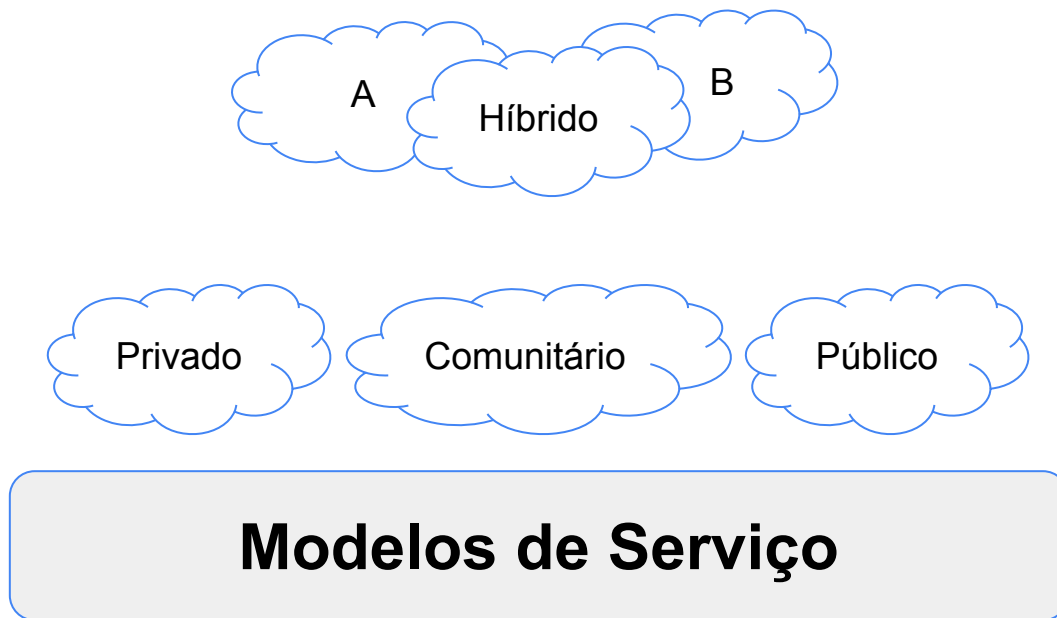 A
B
Híbrido
Privado
Comunitário
Público
Modelos de Serviço